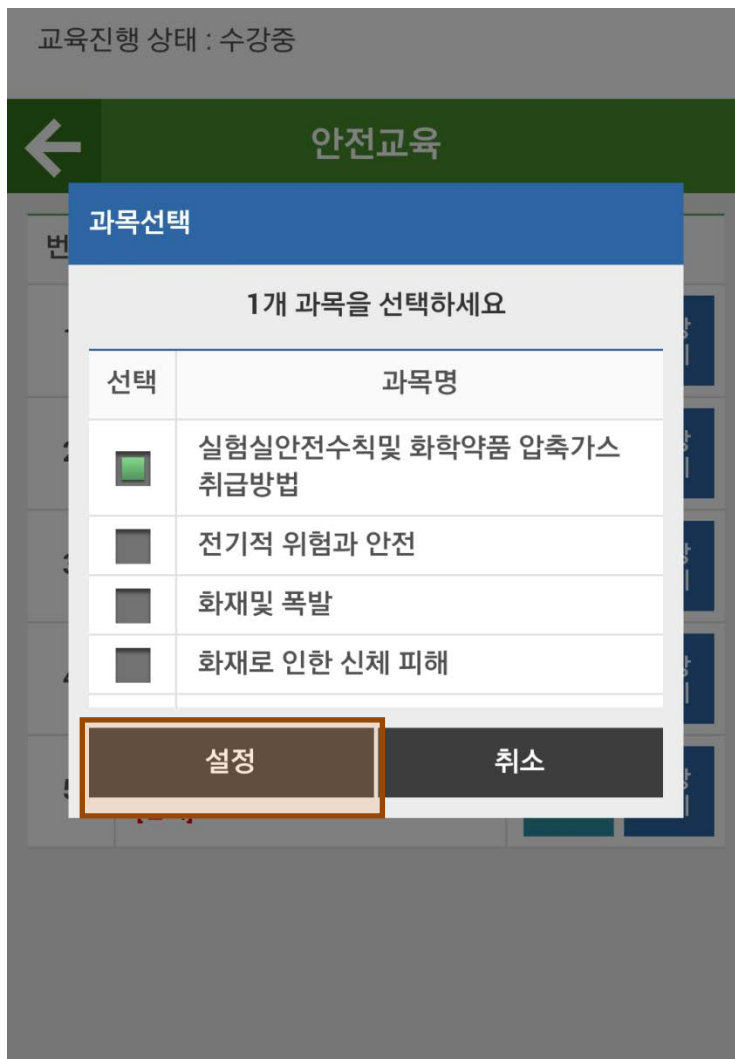 교육진행 상태 : 수강중
안전교육
과목선택
번
1개 과목을 선택하세요
선택 과목명
실험실안전수칙및 화학약품 압축가스
취급방법
전기적 위험과 안전
화재및 폭발
화재로 인한 신체 피해
설정 취소